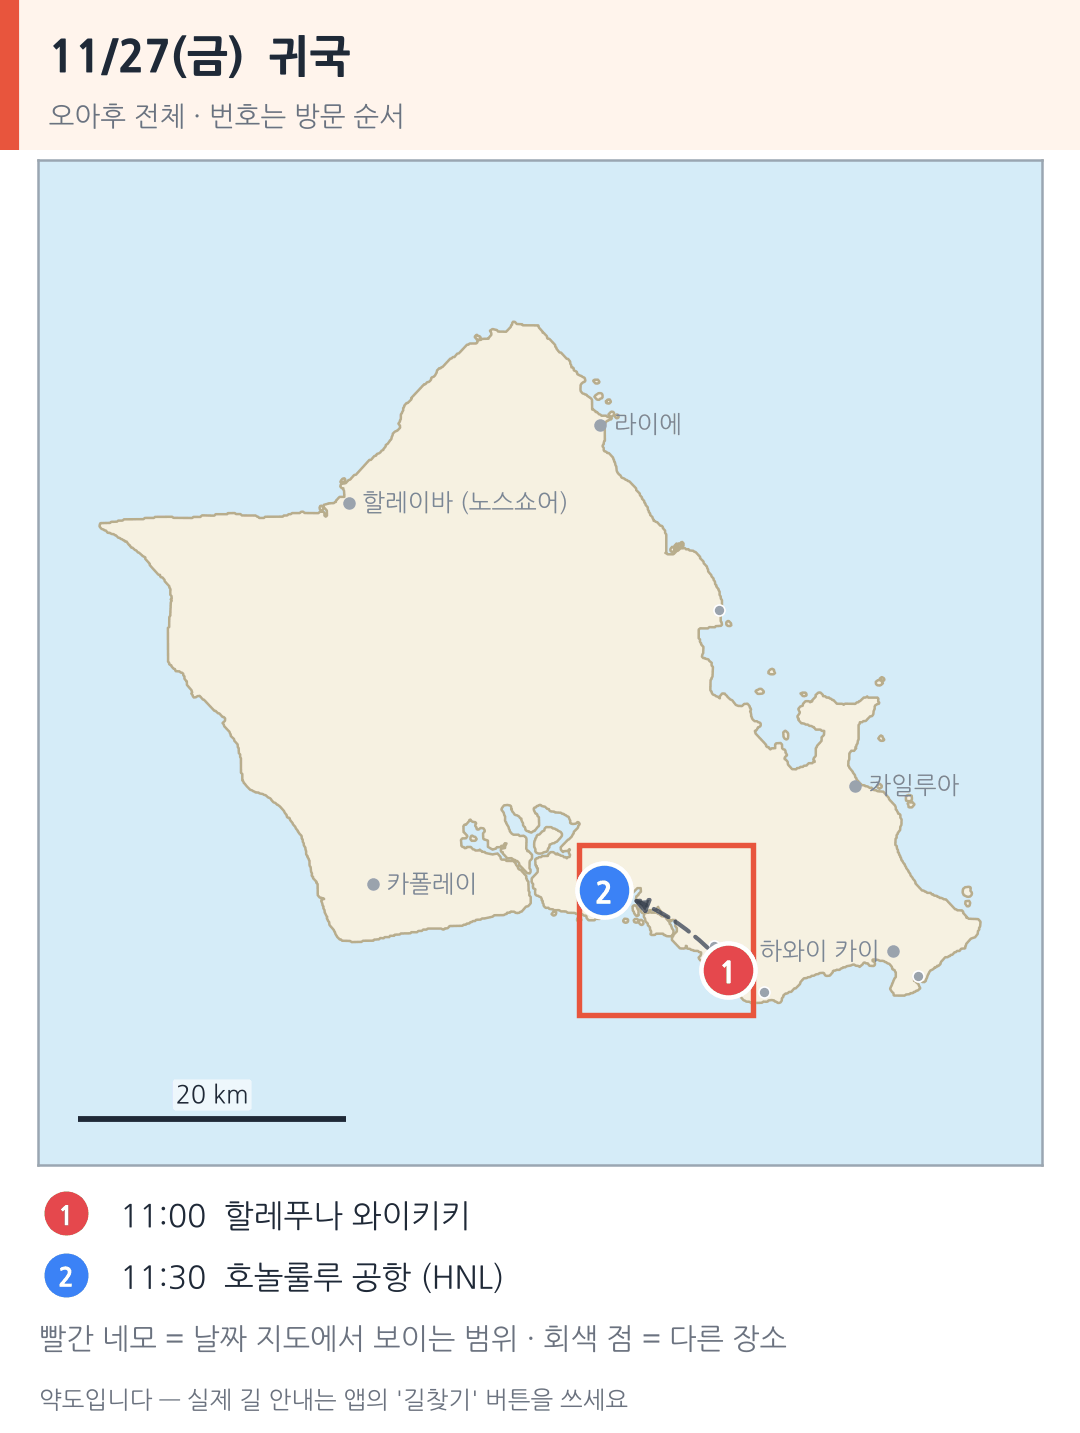 11/27(금) 귀국
오아후 전체 · 번호는 방문 순서
라이에
할레이바 (노스쇼어)
카일루아
카폴레이
2
하와이 카이
1
20 km
1 11:00 할레푸나 와이키키
2 11:30 호놀룰루 공항 (HNL)
빨간 네모 = 날짜 지도에서 보이는 범위 · 회색 점 = 다른 장소
약도입니다 — 실제 길 안내는 앱의 '길찾기' 버튼을 쓰세요